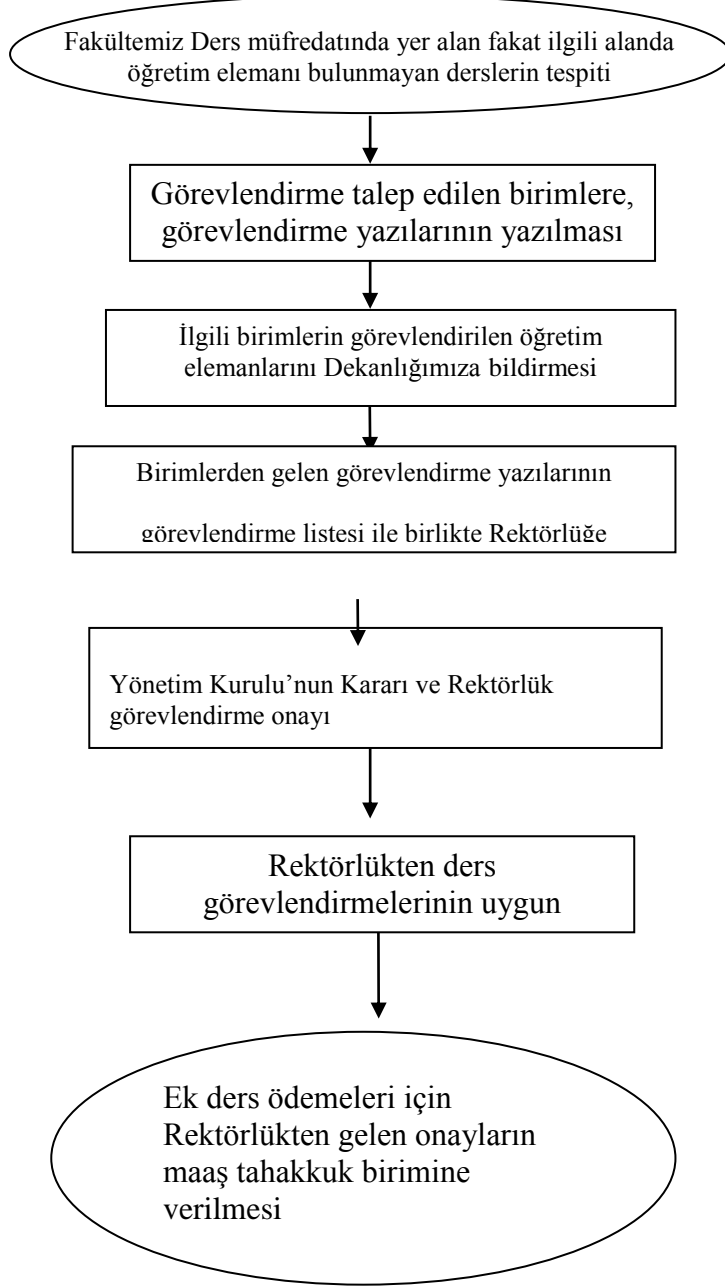 Fakültemiz Ders müfredatında yer alan fakat ilgili alanda
öğretim elemanı bulunmayan derslerin tespiti
Görevlendirme talep edilen birimlere,
görevlendirme yazılarının yazılması
İlgili birimlerin görevlendirilen öğretim
elemanlarını Dekanlığımıza bildirmesi
Birimlerden gelen görevlendirme yazılarının
görevlendirme listesi ile birlikte Rektörlüğe
Yönetim Kurulu’nun Kararı ve Rektörlük
görevlendirme onayı
Rektörlükten ders
görevlendirmelerinin uygun
Ek ders ödemeleri için
Rektörlükten gelen onayların
maaş tahakkuk birimine
verilmesi